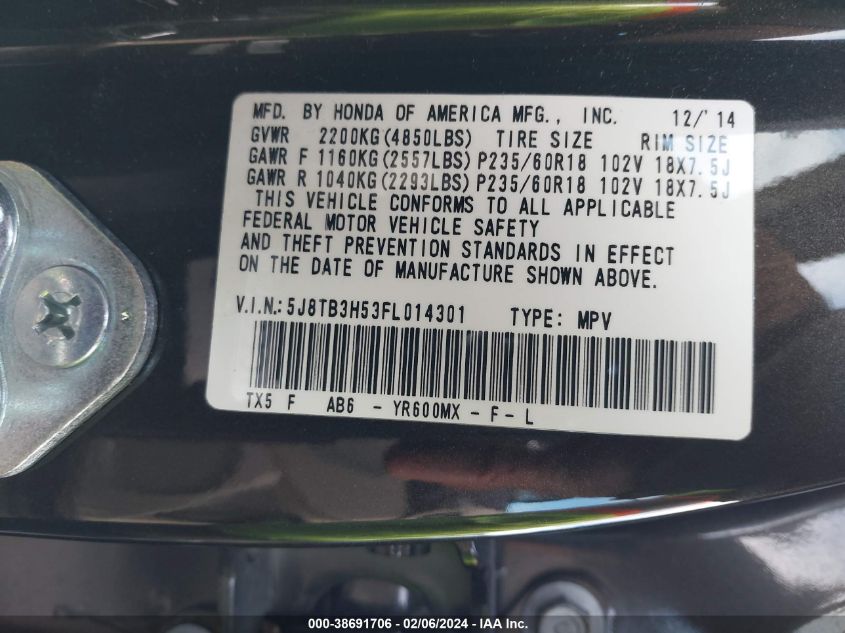 MFD. BY HONDA OF AMERICA MFG., INC. 12/'14
GVWR 2200KG(4850LBS) TIRE SIZE RIM SIZE
GAWR F 1160KG(2557LBS) P235/60R18 102V 18X7.5J
GAWR R 1040KG(2293LBS) P235/60R18 102V 18X7.5J
THIS VEHICLE CONFORMS TO ALL APPLICABLE
FEDERAL MOTOR VEHICLE SAFETY
AND THEFT PREVENTION STANDARDS IN EFFECT
ON THE DATE OF MANUFACTURE SHOWN ABOVE.
V.I.N.:5J8TB3H53FL014301 TYPE: MPV
TX5 F AB6 - YR600MX - F - L
000-38691706 - 02/06/2024 - IAA Inc.